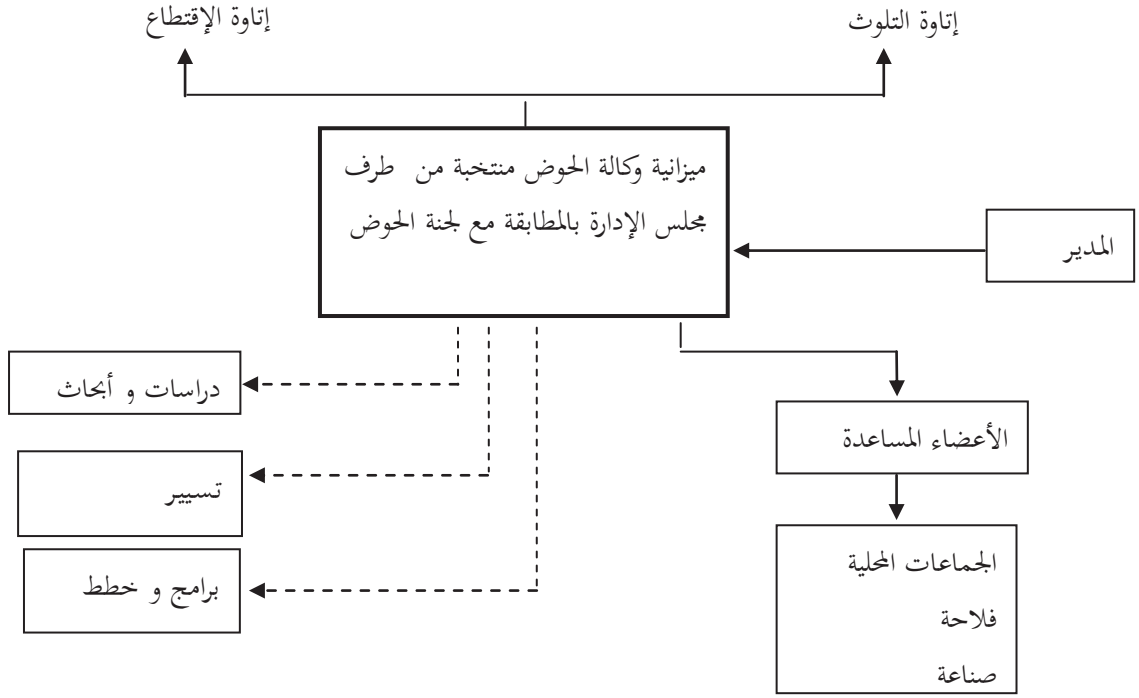 إتاوة التلوث
إتاوة الإقتطاع
ميزانية وكالة الحوض منتخبة من طرف
مجلس الإدارة بالمطابقة مع لجنة الحوض
المدير
الأعضاء المساعدة
الجماعات المحلية
فلاحة
صناعة
دراسات و أبحاث
تسيير
برامج و خطط